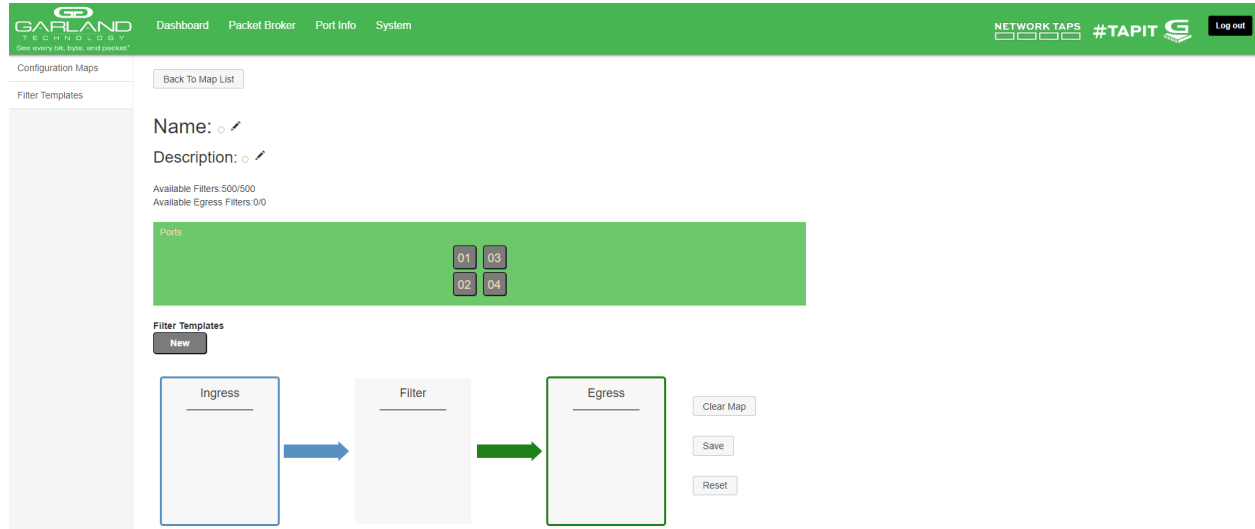 GARLAND
TECHNOLOGY
See every bit, byte, and packet®
Dashboard Packet Broker Port Info System
NETWORK TAPS
#TAPIT
Log out
Configuration Maps
Filter Templates
Back To Map List
Name:
Description:
Available Filters:500/500
Available Egress Filters:0/0
Ports
01 03
02 04
Filter Templates
New
Ingress Filter Egress
Clear Map
Save
Reset